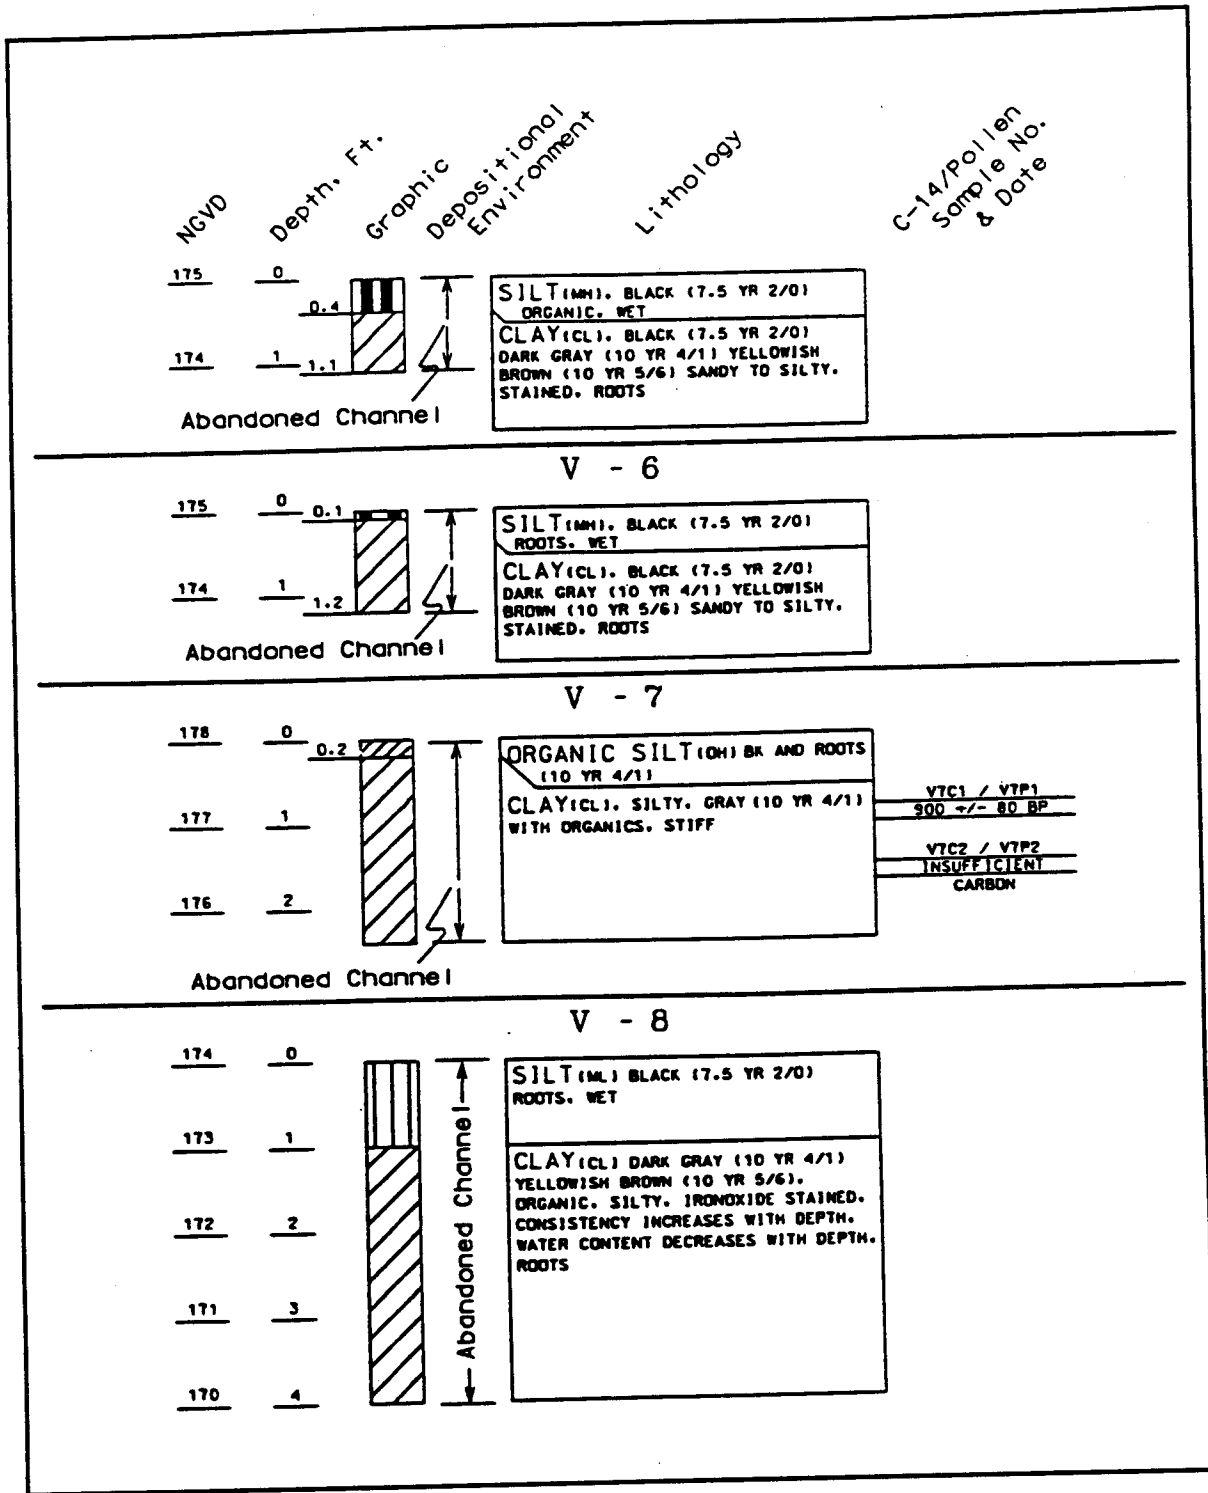 NGVD
Depth, Ft.
Graphic
Depositional
Environment
Lithology
C-14/Pollen
Sample No.
& Date
175
0
0.4
174
1
1.1
Abandoned Channel
SILT(MH). BLACK (7.5 YR 2/0)
ORGANIC. WET
CLAY(CL). BLACK (7.5 YR 2/0)
DARK GRAY (10 YR 4/1) YELLOWISH
BROWN (10 YR 5/6) SANDY TO SILTY.
STAINED. ROOTS
V - 6
175
0
0.1
174
1
1.2
Abandoned Channel
SILT(MH). BLACK (7.5 YR 2/0)
ROOTS. WET
CLAY(CL). BLACK (7.5 YR 2/0)
DARK GRAY (10 YR 4/1) YELLOWISH
BROWN (10 YR 5/6) SANDY TO SILTY.
STAINED. ROOTS
V - 7
178
0
0.2
177
1
176
2
Abandoned Channel
ORGANIC SILT(OH) BK AND ROOTS
(10 YR 4/1)
CLAY(CL). SILTY. GRAY (10 YR 4/1)
WITH ORGANICS. STIFF
V7C1 / V7P1
900 +/- 80 BP
V7C2 / V7P2
INSUFFICIENT
CARBON
V - 8
174
0
173
1
172
2
171
3
170
4
Abandoned Channel
SILT(ML) BLACK (7.5 YR 2/0)
ROOTS. WET
CLAY(CL) DARK GRAY (10 YR 4/1)
YELLOWISH BROWN (10 YR 5/6).
ORGANIC. SILTY. IRONOXIDE STAINED.
CONSISTENCY INCREASES WITH DEPTH.
WATER CONTENT DECREASES WITH DEPTH.
ROOTS